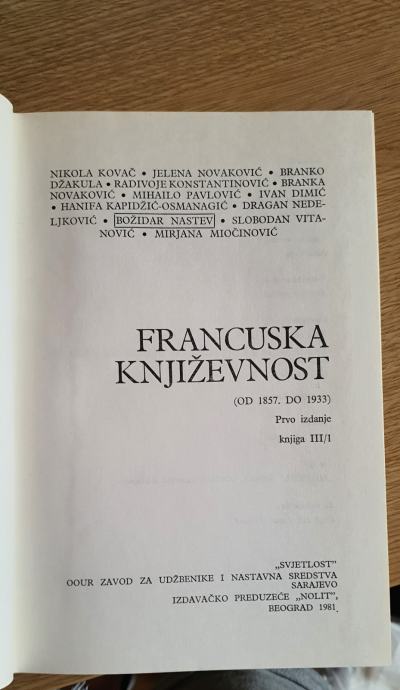 NIKOLA KOVAČ • JELENA NOVAKOVIĆ • BRANKO
DŽAKULA • RADIVOJE KONSTANTINOVIĆ • BRANKA
NOVAKOVIĆ • MIHAILO PAVLOVIĆ • IVAN DIMIĆ
• HANIFA KAPIDŽIĆ-OSMANAGIĆ • DRAGAN NEDE-
LJKOVIĆ • BOŽIDAR NASTEV • SLOBODAN VITA-
NOVIĆ • MIRJANA MIOČINOVIĆ
FRANCUSKA
KNJIŽEVNOST
(OD 1857. DO 1933)
Prvo izdanje
knjiga III/1
„SVJETLOST"
OOUR ZAVOD ZA UDŽBENIKE I NASTAVNA SREDSTVA
SARAJEVO
IZDAVAČKO PREDUZEĆE „NOLIT",
BEOGRAD 1981.